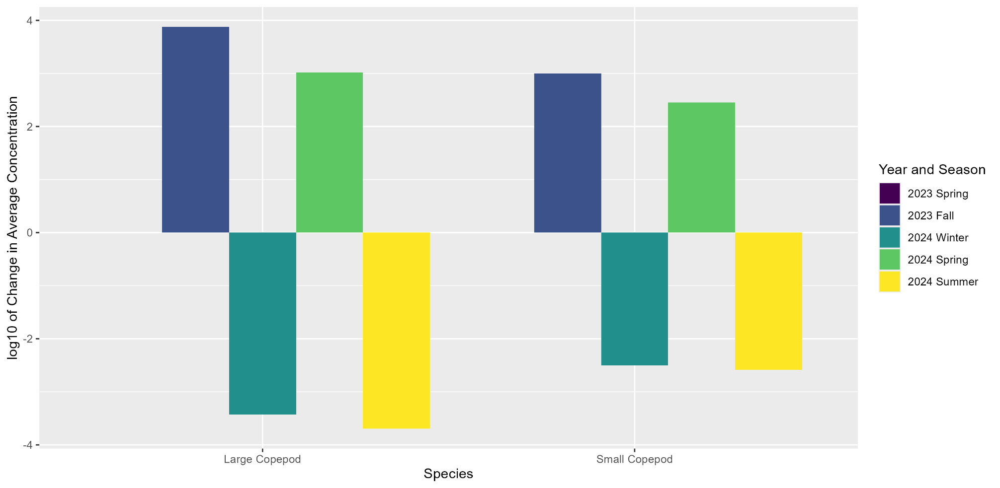 log10 of Change in Average Concentration
4
2
0
-2
-4
Large Copepod
Small Copepod
Species
Year and Season
2023 Spring
2023 Fall
2024 Winter
2024 Spring
2024 Summer